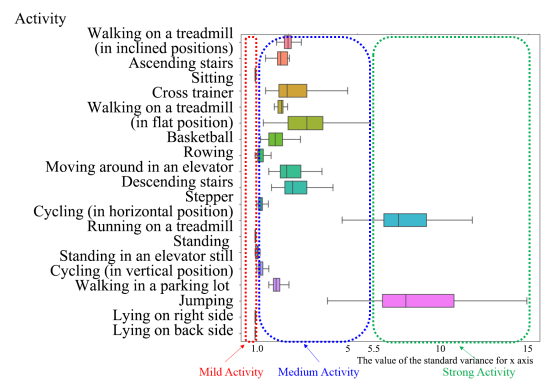 Activity
Walking on a treadmill
(in inclined positions)
Ascending stairs
Sitting
Cross trainer
Walking on a treadmill
(in flat position)
Basketball
Rowing
Moving around in an elevator
Descending stairs
Stepper
Cycling (in horizontal position)
Running on a treadmill
Standing
Standing in an elevator still
Cycling (in vertical position)
Walking in a parking lot
Jumping
Lying on right side
Lying on back side
1.0 5 5.5 10 15
The value of the standard variance for x axis
Mild Activity Medium Activity Strong Activity